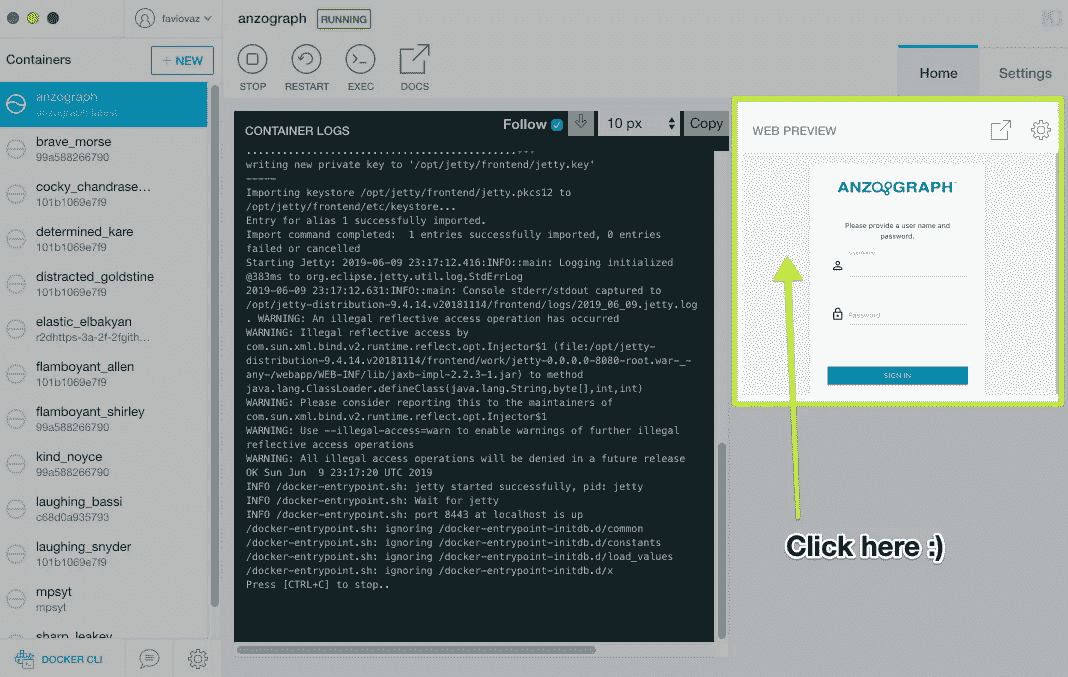 faviovaz
anzograph RUNNING
Containers
+ NEW
anzograph
anzograph:latest
brave_morse
99a588266790
cocky_chandrase…
101b1069e7f9
determined_kare
101b1069e7f9
distracted_goldstine
101b1069e7f9
elastic_elbakyan
r2dhttps-3a-2f-2fgith…
flamboyant_allen
101b1069e7f9
flamboyant_shirley
99a588266790
kind_noyce
99a588266790
laughing_bassi
c68d0a935793
laughing_snyder
101b1069e7f9
mpsyt
mpsyt
sharp_leakey
DOCKER CLI
STOP
RESTART
EXEC
DOCS
Home
Settings
CONTAINER LOGS
Follow
10 px
Copy
..............................................+++
writing new private key to '/opt/jetty/frontend/jetty.key'
-----
Importing keystore /opt/jetty/frontend/jetty.pkcs12 to
/opt/jetty/frontend/etc/keystore...
Entry for alias 1 successfully imported.
Import command completed:  1 entries successfully imported, 0 entries
failed or cancelled
Starting Jetty: 2019-06-09 23:17:12.416:INFO::main: Logging initialized
@383ms to org.eclipse.jetty.util.log.StdErrLog
2019-06-09 23:17:12.631:INFO::main: Console stderr/stdout captured to
/opt/jetty-distribution-9.4.14.v20181114/frontend/logs/2019_06_09.jetty.log
. WARNING: An illegal reflective access operation has occurred
WARNING: Illegal reflective access by
com.sun.xml.bind.v2.runtime.reflect.opt.Injector$1 (file:/opt/jetty-
distribution-9.4.14.v20181114/frontend/work/jetty-0.0.0.0-8080-root.war-_-
any-/webapp/WEB-INF/lib/jaxb-impl-2.2.3-1.jar) to method
java.lang.ClassLoader.defineClass(java.lang.String,byte[],int,int)
WARNING: Please consider reporting this to the maintainers of
com.sun.xml.bind.v2.runtime.reflect.opt.Injector$1
WARNING: Use --illegal-access=warn to enable warnings of further illegal
reflective access operations
WARNING: All illegal access operations will be denied in a future release
OK Sun Jun  9 23:17:20 UTC 2019
INFO /docker-entrypoint.sh: jetty started successfully, pid: jetty
INFO /docker-entrypoint.sh: Wait for jetty
INFO /docker-entrypoint.sh: port 8443 at localhost is up
/docker-entrypoint.sh: ignoring /docker-entrypoint-initdb.d/common
/docker-entrypoint.sh: ignoring /docker-entrypoint-initdb.d/constants
/docker-entrypoint.sh: ignoring /docker-entrypoint-initdb.d/load_values
/docker-entrypoint.sh: ignoring /docker-entrypoint-initdb.d/x
Press [CTRL+C] to stop..
WEB PREVIEW
ANZOGRAPH™
Please provide a user name and
password.
Username
Password
SIGN IN
Click here :)